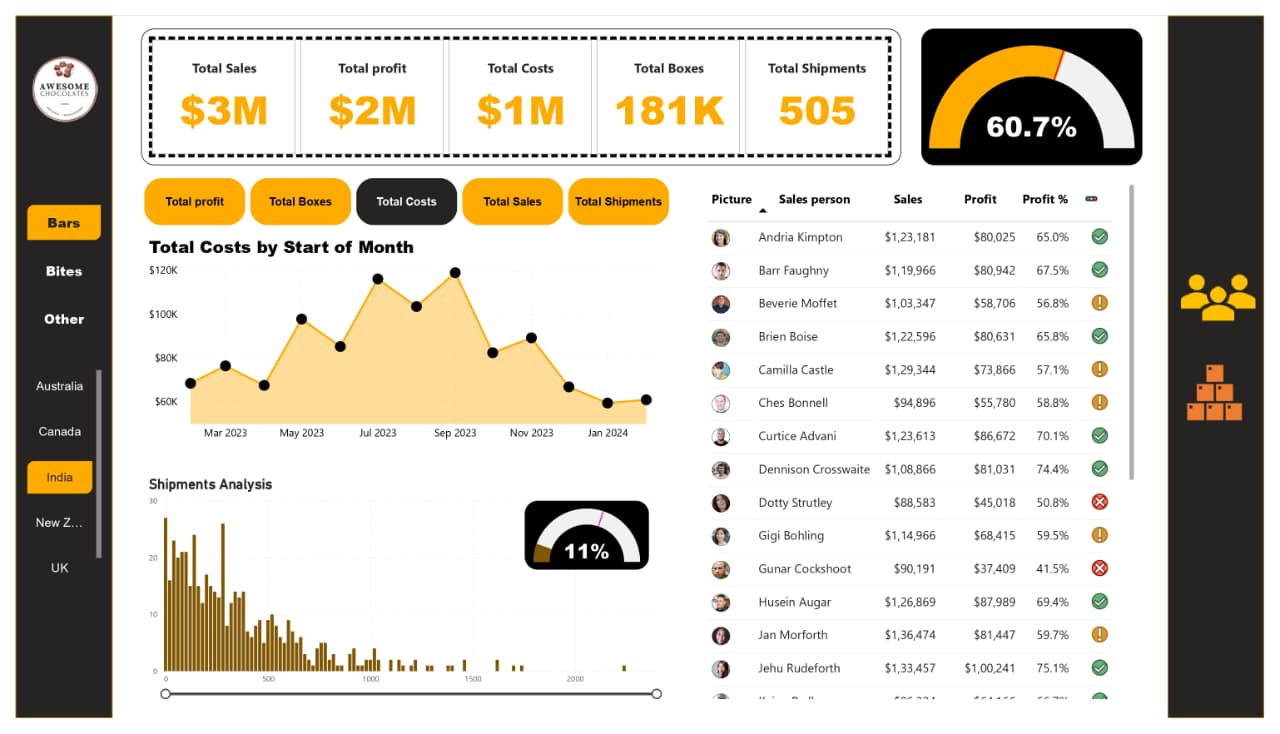 AWESOME
CHOCOLATES
Bars
Bites
Other
Australia
Canada
India
New Z...
UK
Total Sales
$3M
Total profit
$2M
Total Costs
$1M
Total Boxes
181K
Total Shipments
505
60.7%
Total profit
Total Boxes
Total Costs
Total Sales
Total Shipments
Total Costs by Start of Month
$120K
$100K
$80K
$60K
Mar 2023 May 2023 Jul 2023 Sep 2023 Nov 2023 Jan 2024
Shipments Analysis
30
20
10
0
0 500 1000 1500 2000
11%
Picture Sales person Sales Profit Profit %
Andria Kimpton $1,23,181 $80,025 65.0%
Barr Faughny $1,19,966 $80,942 67.5%
Beverie Moffet $1,03,347 $58,706 56.8%
Brien Boise $1,22,596 $80,631 65.8%
Camilla Castle $1,29,344 $73,866 57.1%
Ches Bonnell $94,896 $55,780 58.8%
Curtice Advani $1,23,613 $86,672 70.1%
Dennison Crosswaite $1,08,866 $81,031 74.4%
Dotty Strutley $88,583 $45,018 50.8%
Gigi Bohling $1,14,966 $68,415 59.5%
Gunar Cockshoot $90,191 $37,409 41.5%
Husein Augar $1,26,869 $87,989 69.4%
Jan Morforth $1,36,474 $81,447 59.7%
Jehu Rudeforth $1,33,457 $1,00,241 75.1%